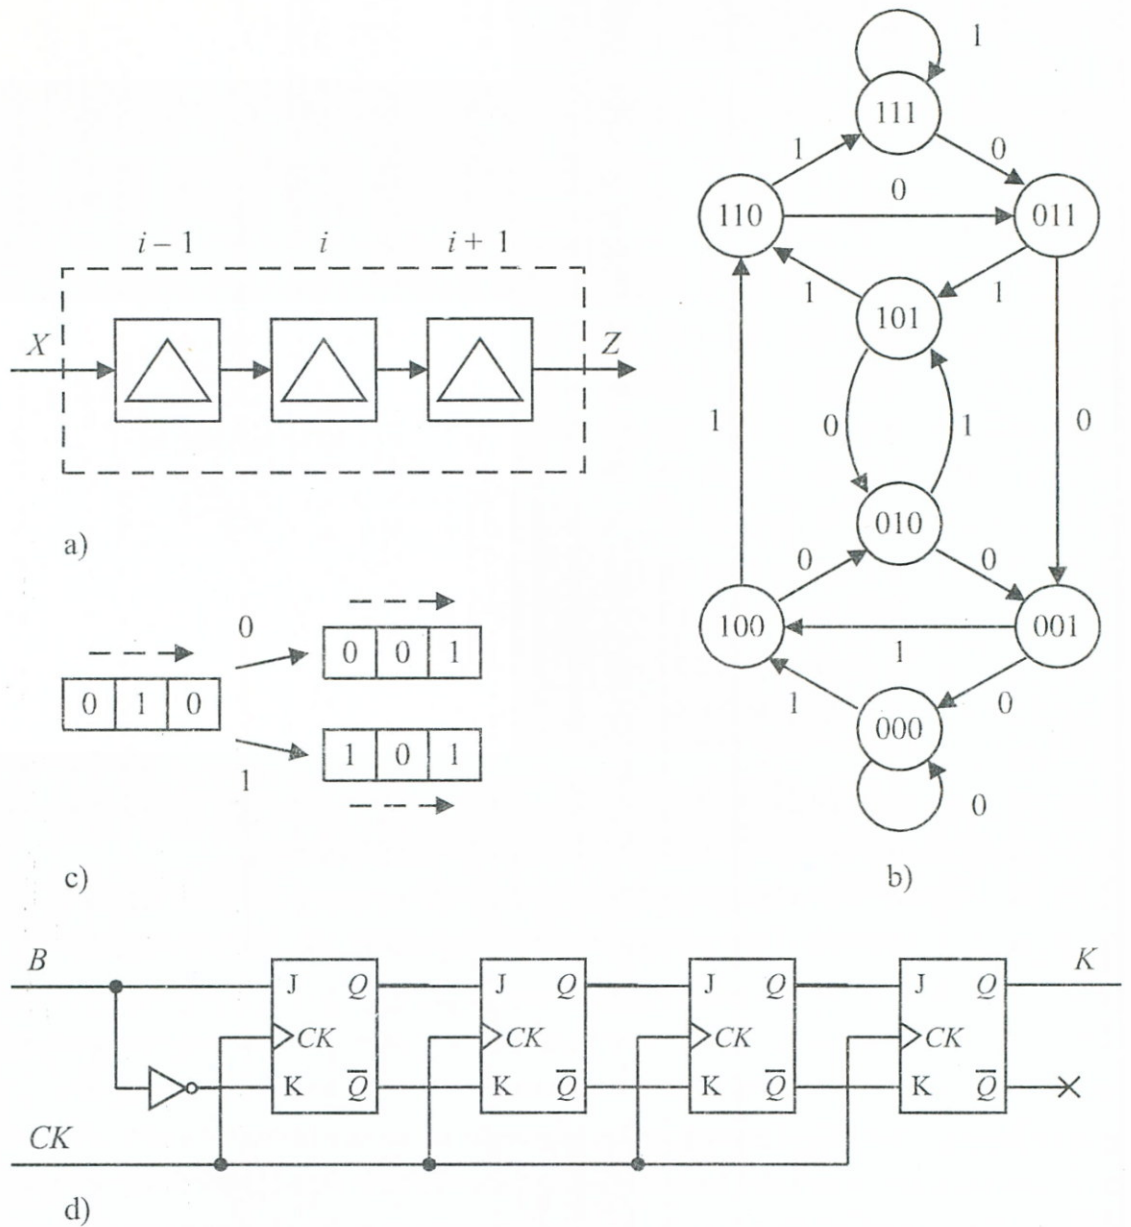 i – 1 i i + 1
X Z
a)
0
0 1 0
0 0 1
1 0 1
1
c)
1
111
1 0
110 0 011
1 1
101
1 0 1 0
010
0 0
100 001
1
1 0
000
0
b)
B J Q J Q J Q J Q K
CK CK CK CK
K Q̅ K Q̅ K Q̅ K Q̅
CK
d)